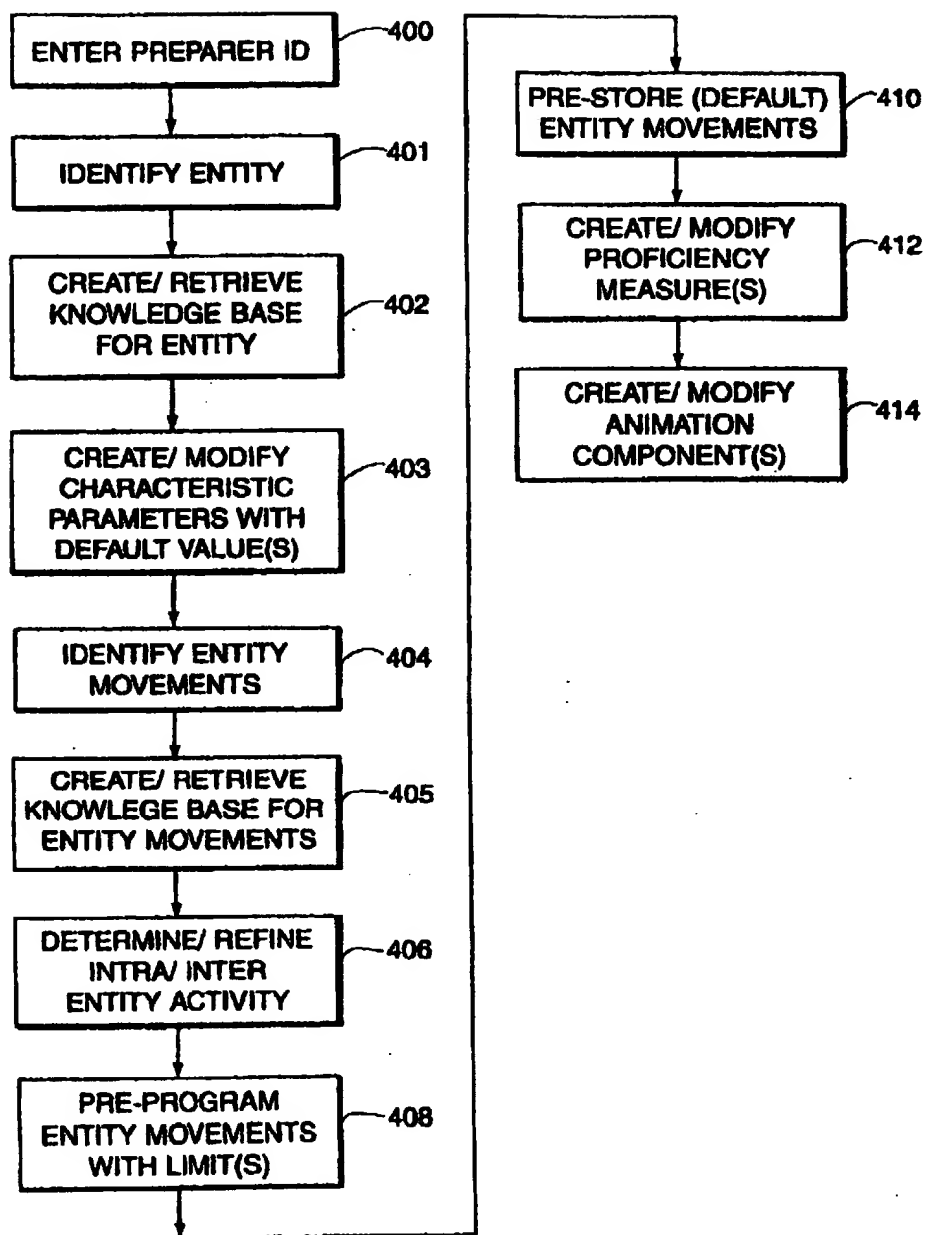 ENTER PREPARER ID
400
IDENTIFY ENTITY
401
CREATE/ RETRIEVE
KNOWLEDGE BASE
FOR ENTITY
402
CREATE/ MODIFY
CHARACTERISTIC
PARAMETERS WITH
DEFAULT VALUE(S)
403
IDENTIFY ENTITY
MOVEMENTS
404
CREATE/ RETRIEVE
KNOWLEGE BASE FOR
ENTITY MOVEMENTS
405
DETERMINE/ REFINE
INTRA/ INTER
ENTITY ACTIVITY
406
PRE-PROGRAM
ENTITY MOVEMENTS
WITH LIMIT(S)
408
PRE-STORE (DEFAULT)
ENTITY MOVEMENTS
410
CREATE/ MODIFY
PROFICIENCY
MEASURE(S)
412
CREATE/ MODIFY
ANIMATION
COMPONENT(S)
414